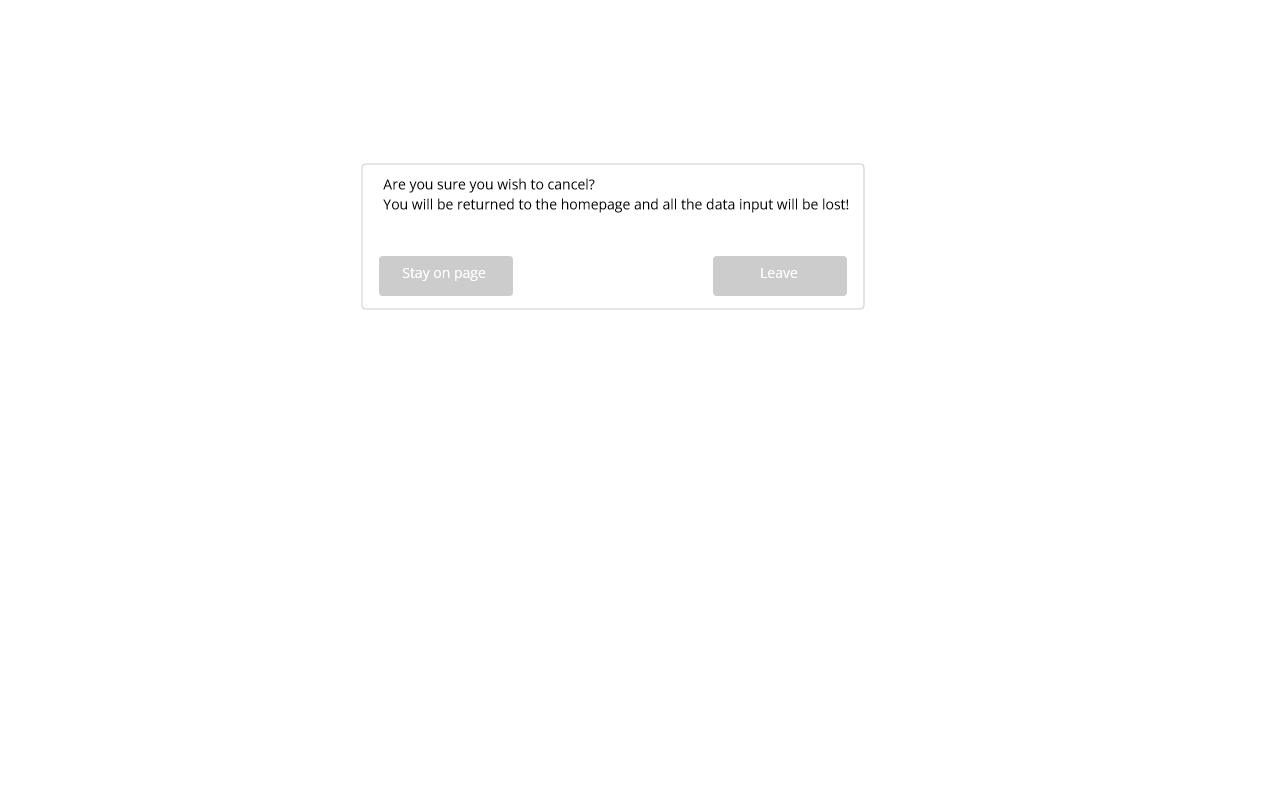 Are you sure you wish to cancel?
You will be returned to the homepage and all the data input will be lost!
Stay on page
Leave